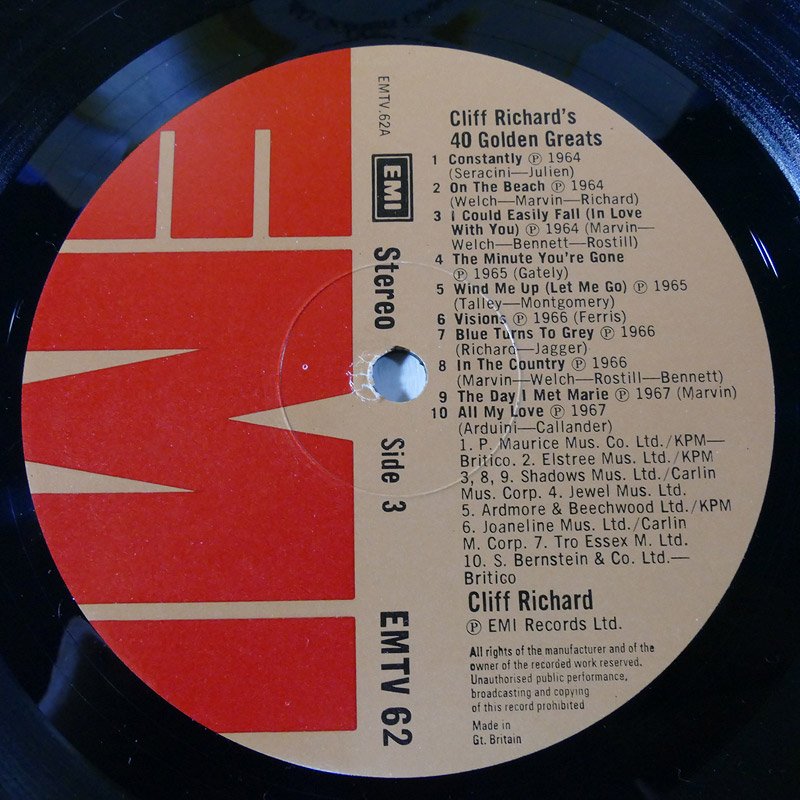 EMTV.62A
EMI
Stereo
Side 3
EMTV 62
Cliff Richard's
40 Golden Greats
1 Constantly ℗ 1964
(Seracini—Julien)
2 On The Beach ℗ 1964
(Welch—Marvin—Richard)
3 I Could Easily Fall (In Love
With You) ℗ 1964 (Marvin—
Welch—Bennett—Rostill)
4 The Minute You're Gone
℗ 1965 (Gately)
5 Wind Me Up (Let Me Go) ℗ 1965
(Talley—Montgomery)
6 Visions ℗ 1966 (Ferris)
7 Blue Turns To Grey ℗ 1966
(Richard—Jagger)
8 In The Country ℗ 1966
(Marvin—Welch—Rostill—Bennett)
9 The Day I Met Marie ℗ 1967 (Marvin)
10 All My Love ℗ 1967
(Arduini—Callander)
1. P. Maurice Mus. Co. Ltd./KPM—
Britico. 2. Elstree Mus. Ltd./KPM
3, 8, 9. Shadows Mus. Ltd./Carlin
Mus. Corp. 4. Jewel Mus. Ltd.
5. Ardmore & Beechwood Ltd./KPM
6. Joaneline Mus. Ltd./Carlin
M. Corp. 7. Tro Essex M. Ltd.
10. S. Bernstein & Co. Ltd.—
Britico
Cliff Richard
℗ EMI Records Ltd.
All rights of the manufacturer and of the
owner of the recorded work reserved.
Unauthorised public performance,
broadcasting and copying
of this record prohibited
Made in
Gt. Britain